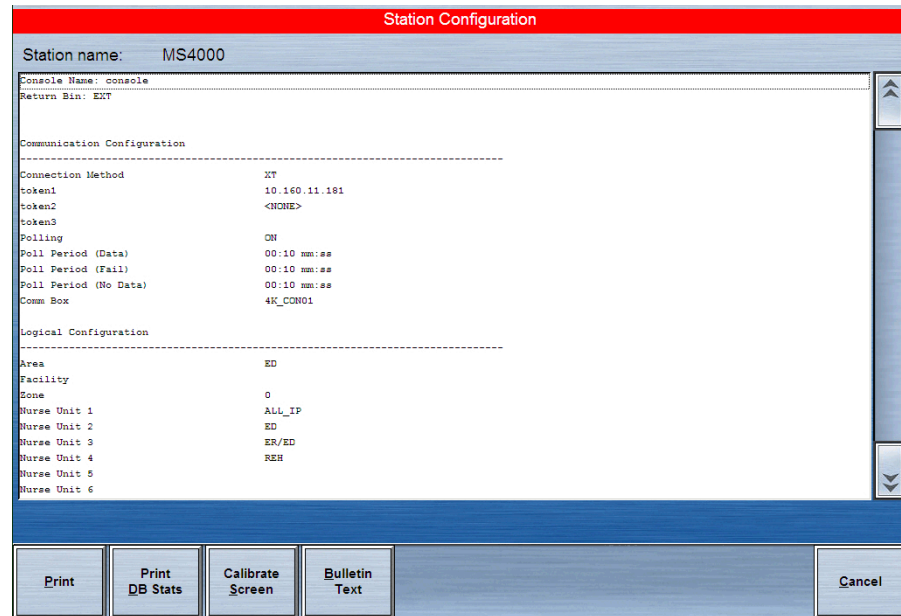 Station Configuration
Station name: MS4000
Console Name: console
Return Bin: EXT
Communication Configuration
--------------------------------------------------------------------------------
Connection Method XT
token1 10.160.11.181
token2 <NONE>
token3
Polling ON
Poll Period (Data) 00:10 mm:ss
Poll Period (Fail) 00:10 mm:ss
Poll Period (No Data) 00:10 mm:ss
Comm Box 4K_CON01
Logical Configuration
--------------------------------------------------------------------------------
Area ED
Facility
Zone 0
Nurse Unit 1 ALL_IP
Nurse Unit 2 ED
Nurse Unit 3 ER/ED
Nurse Unit 4 REH
Nurse Unit 5
Nurse Unit 6
Print
Print DB Stats
Calibrate Screen
Bulletin Text
Cancel